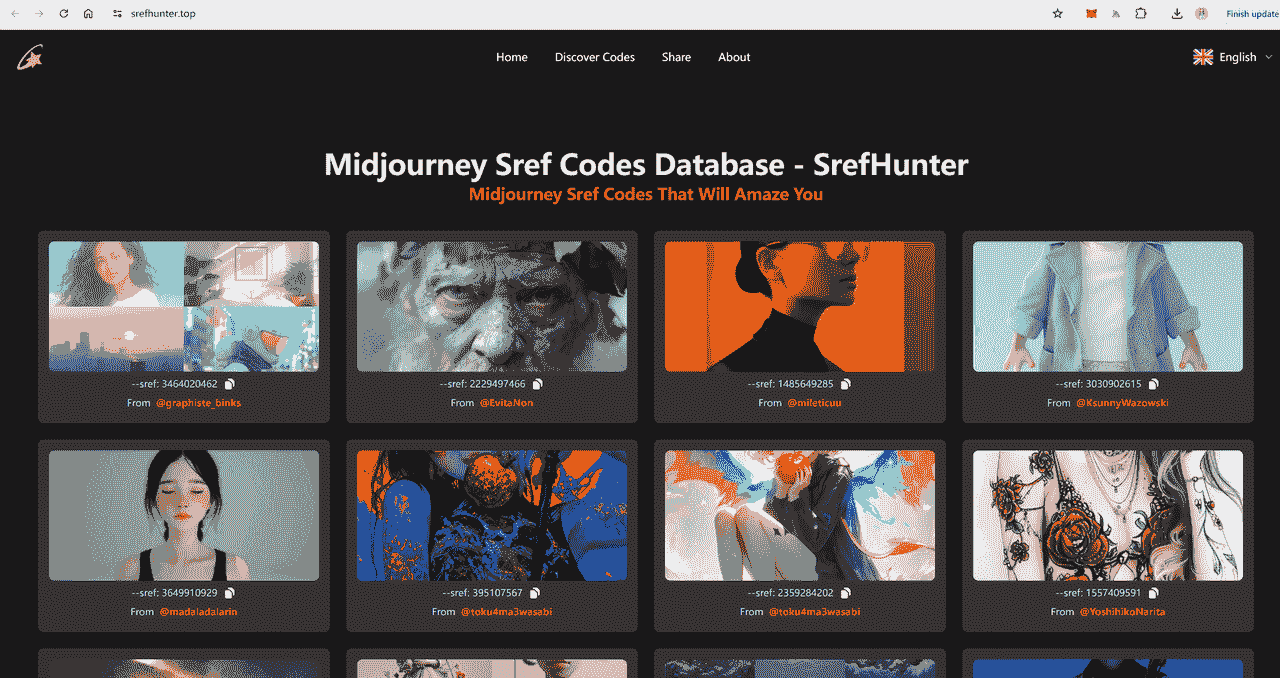 srefhunter.top
Finish update
Home Discover Codes Share About
English
Midjourney Sref Codes Database - SrefHunter
Midjourney Sref Codes That Will Amaze You
--sref: 3464020462
From @graphiste_binks
--sref: 2229497466
From @EvitaNon
--sref: 1485649285
From @mileticuu
--sref: 3030902615
From @KsunnyWazowski
--sref: 3649910929
From @madaladalarin
--sref: 395107567
From @toku4ma3wasabi
--sref: 2359284202
From @toku4ma3wasabi
--sref: 1557409591
From @YoshihikoNarita